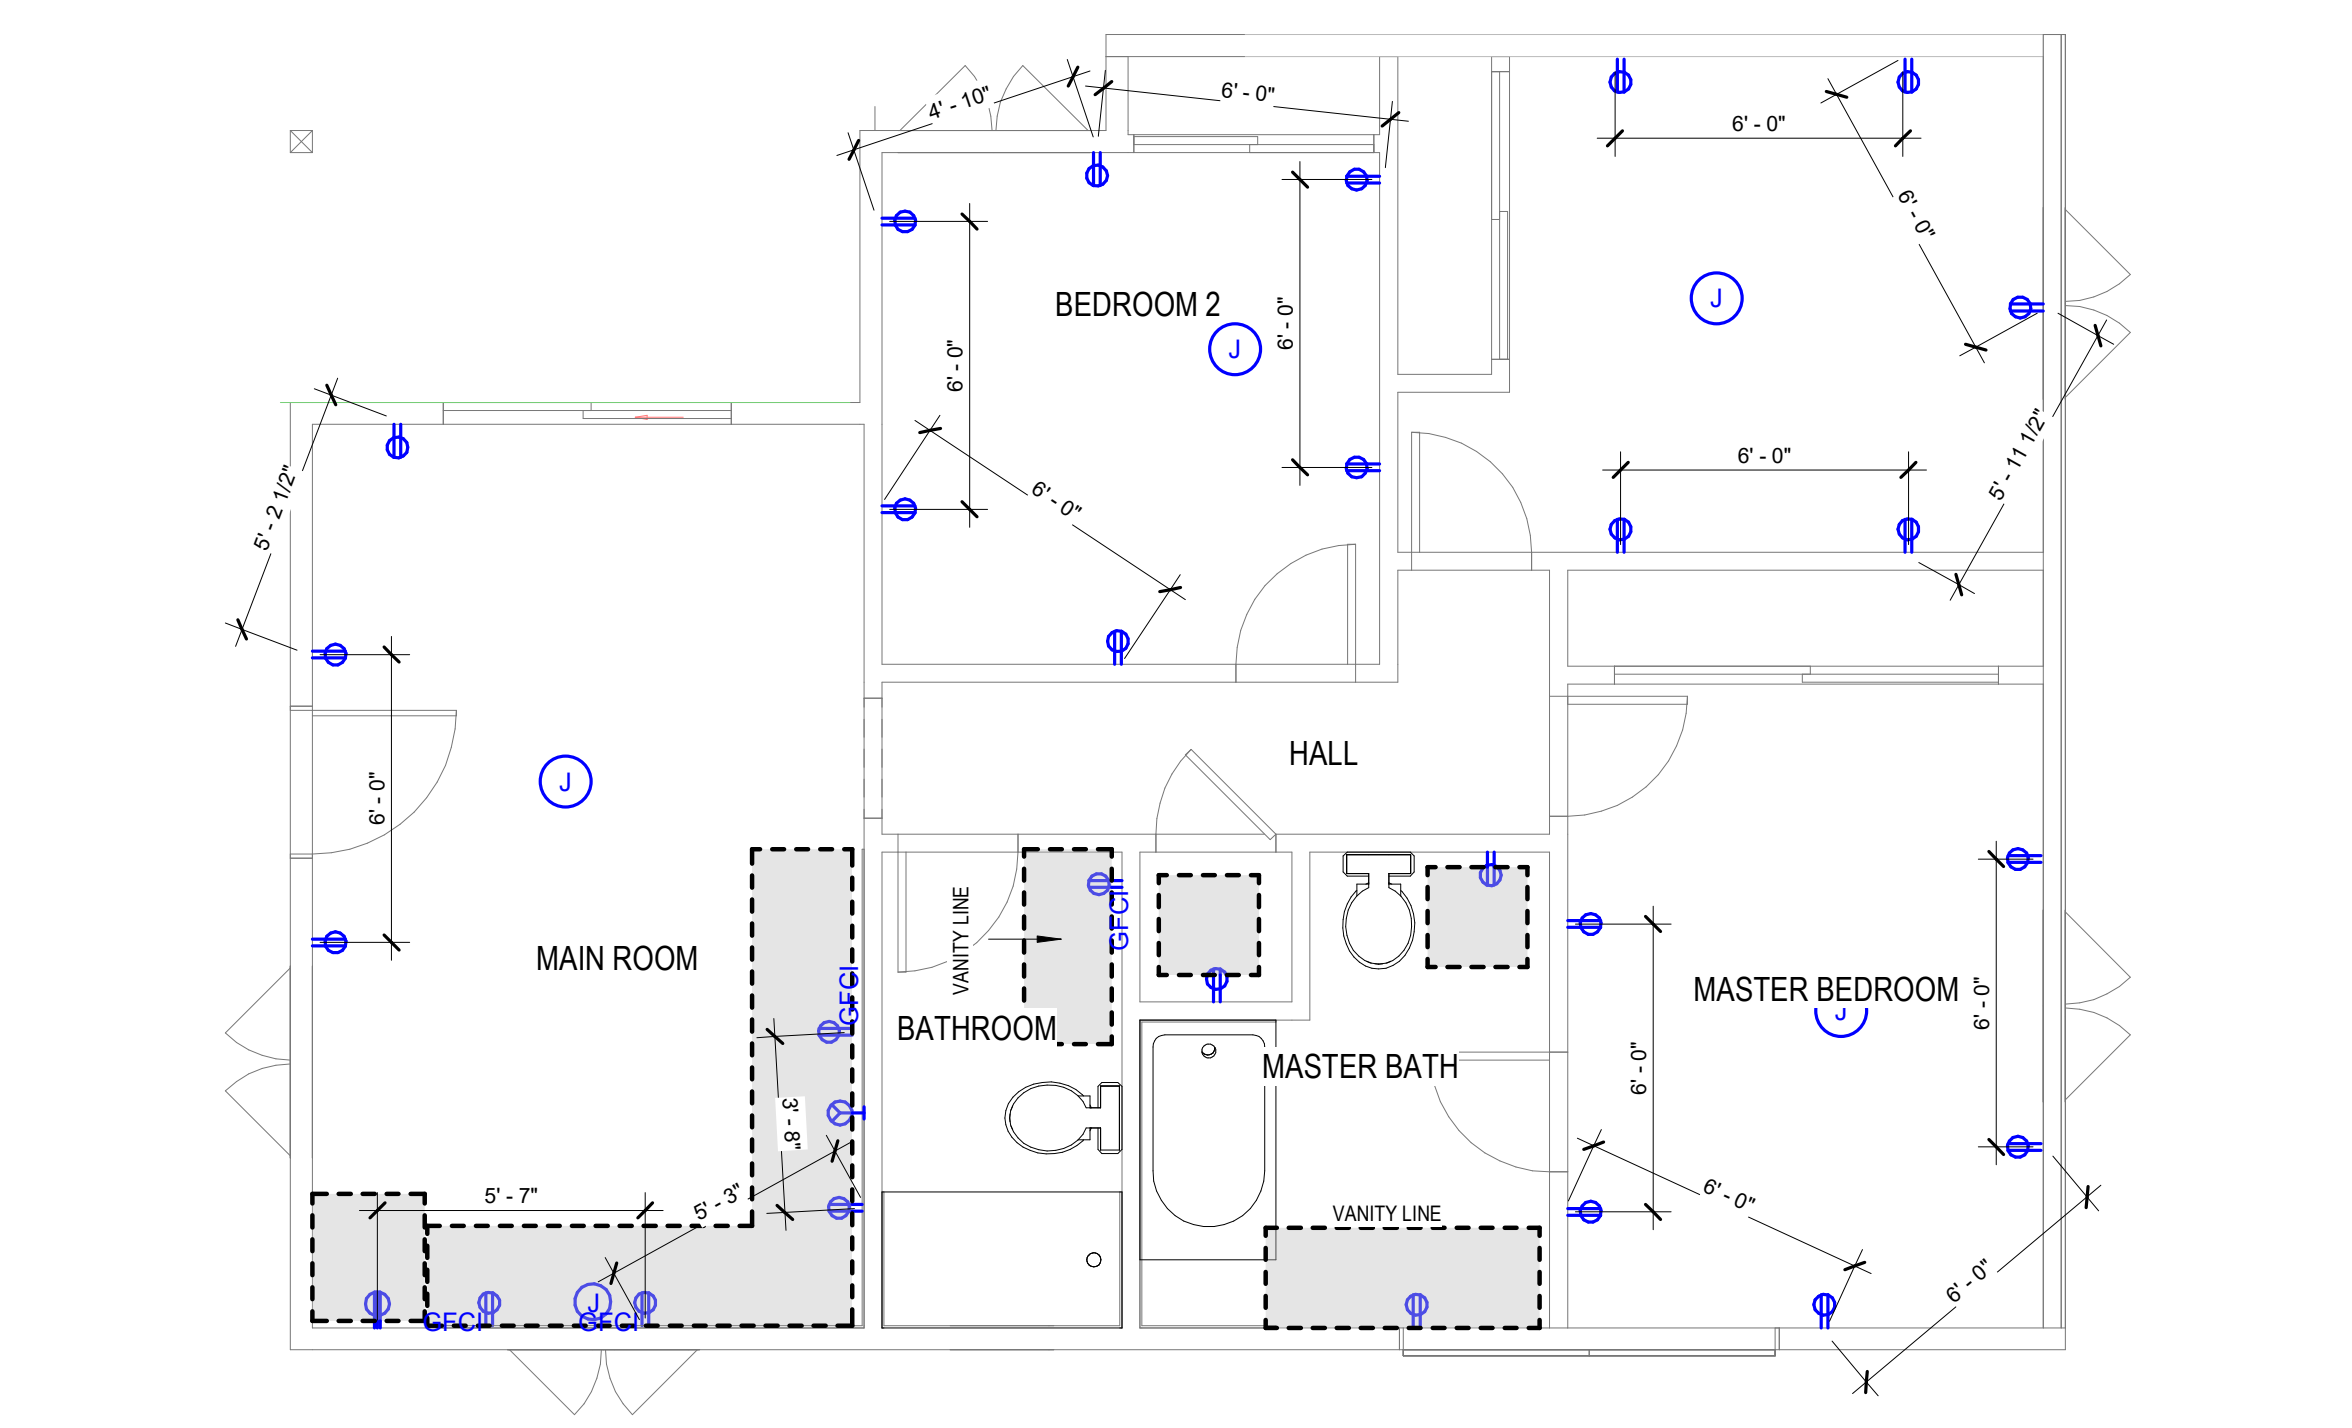 4' - 10"
6' - 0"
6' - 0"
6' - 0"
BEDROOM 2
J
6' - 0"
6' - 0"
J
5' - 2 1/2"
6' - 0"
6' - 0"
5' - 11 1/2"
HALL
J
6' - 0"
MAIN ROOM
GFCI
VANITY LINE
GFCI
BATHROOM
MASTER BATH
MASTER BEDROOM
J
6' - 0"
6' - 0"
3' - 8"
5' - 7"
5' - 3"
VANITY LINE
6' - 0"
6' - 0"
J
GFCI
GFCI